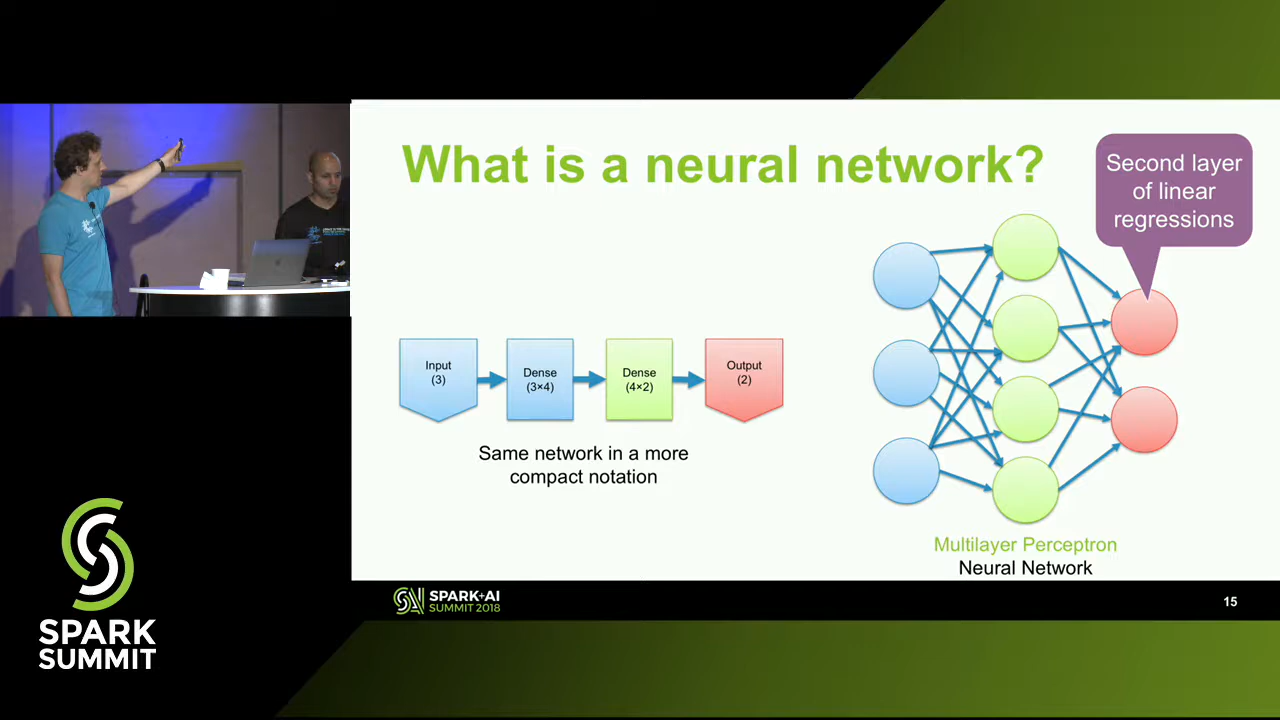 What is a neural network?
Second layer
of linear
regressions
Input
(3)
Dense
(3×4)
Dense
(4×2)
Output
(2)
Same network in a more
compact notation
Multilayer Perceptron
Neural Network
SPARK+AI
SUMMIT 2018
15
SPARK
SUMMIT